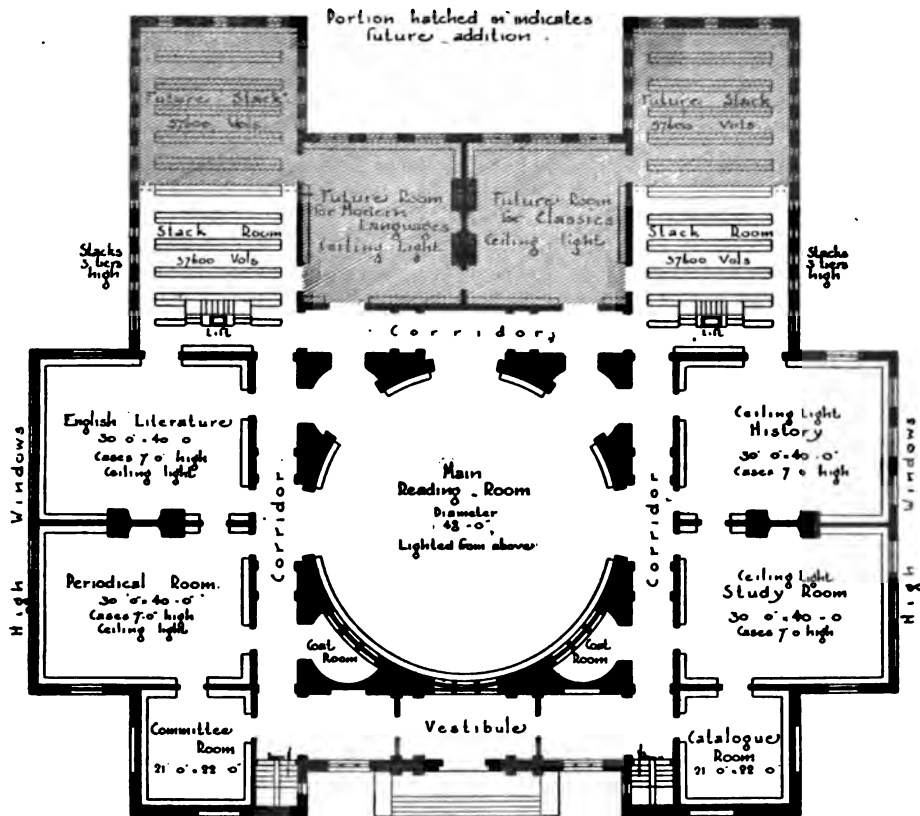 Portion hatched in indicates
future addition.
Future Stack
37600 Vols
Future Stack
37600 Vols
Future Room
for Modern
Languages
Ceiling Light
Future Room
for Classics
Ceiling light
Stack Room
37600 Vols
Stack Room
37600 Vols
Stacks
3 tiers
high
Stacks
3 tiers
high
Lift
Lift
Corridor
English Literature
30'0" x 40'0"
Cases 7'0" high
Ceiling light
Ceiling Light
History
30'0" x 40'0"
Cases 7'0" high
High Windows
High Windows
Corridor
Corridor
Main
Reading Room
Diameter
48'-0"
Lighted from above
Periodical Room
30'0" x 40'-0"
Cases 7'0" high
Ceiling light
Ceiling Light
Study Room
30'0" x 40'-0"
Cases 7'0" high
Coat
Room
Coat
Room
Vestibule
Committee
Room
21'0" x 22'0"
Catalogue
Room
21'0" x 22'0"